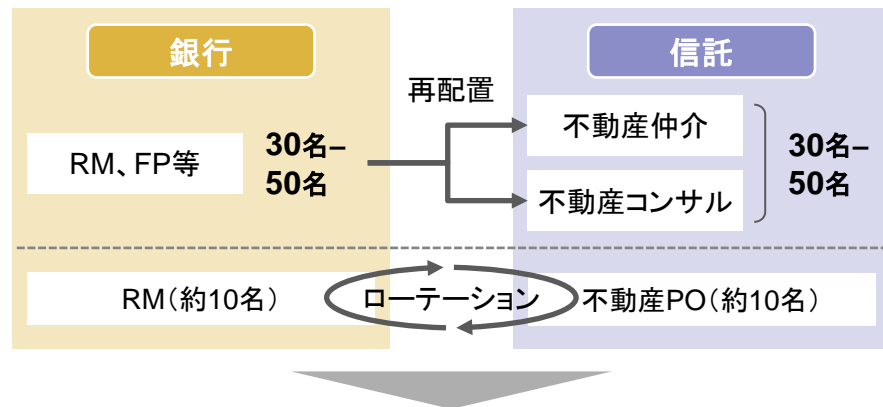 銀行
信託
再配置
RM、FP等
30名–
50名
不動産仲介
不動産コンサル
30名–
50名
RM(約10名)
ローテーション
不動産PO(約10名)